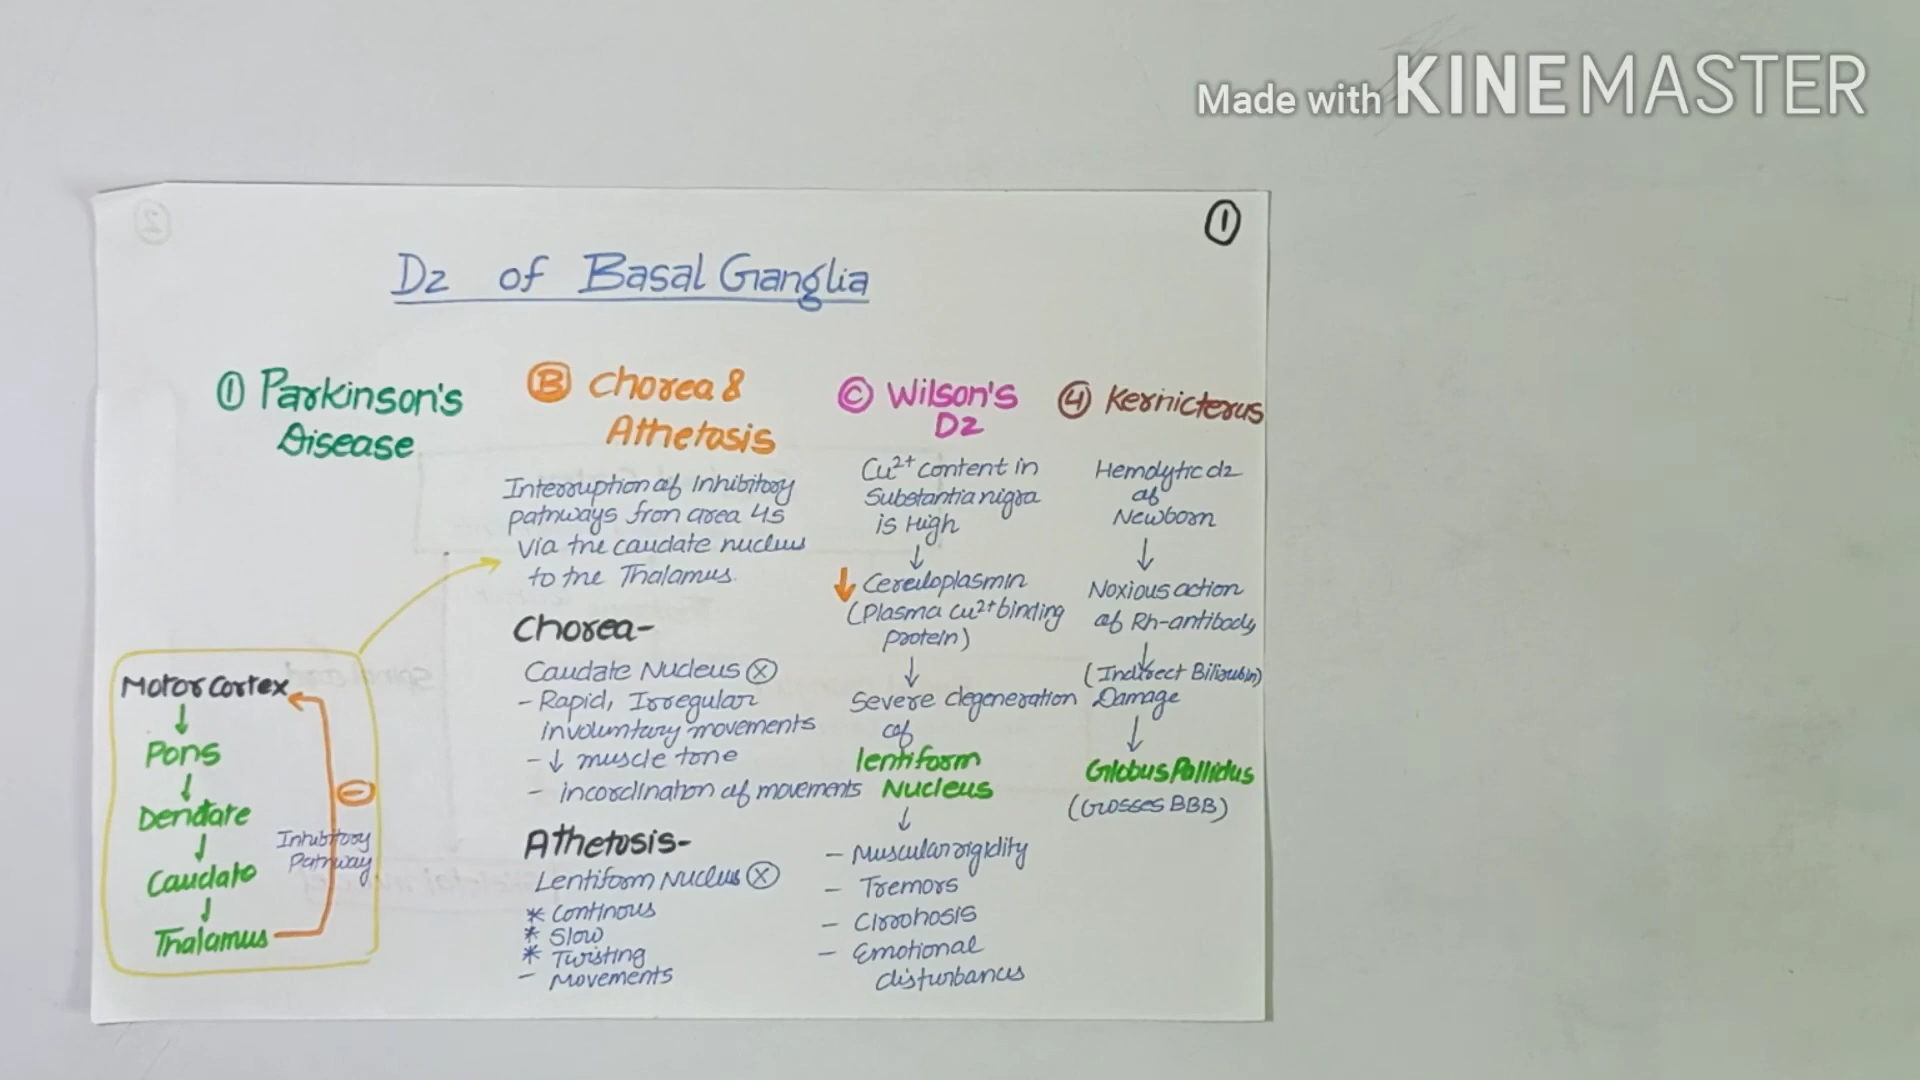 Made with KINEMASTER
①
Dz of Basal Ganglia
① Parkinson's
Disease
Ⓑ Chorea &
Athetosis
Interruption of Inhibitory
pathways from area 4s
via the caudate nucleus
to the Thalamus.
Chorea-
Caudate Nucleus ⓧ
- Rapid, Irregular
involuntary movements
- ↓ muscle tone
- incordination of movements
Athetosis-
Lentiform Nucleus ⓧ
* Continous
* Slow
* Twisting
- Movements
Ⓒ Wilson's
Dz
Cu²⁺ content in
Substantia nigra
is High
↓
↓ Ceruloplasmin
(Plasma Cu²⁺ binding
protein)
↓
Severe degeneration
of
lentiform
Nucleus
↓
- Muscular rigidity
- Tremors
- Cirrohosis
- Emotional
disturbances
④ Kernicterus
Hemolytic dz
of
Newborn
↓
Noxious action
of Rh-antibody
↓
(Indirect Bilirubin)
Damage
↓
Globus Pallidus
(Crosses BBB)
Motor Cortex
↓
Pons
↓
Dendate
↓
Caudate
↓
Thalamus
⊖
Inhibitory
Pathway